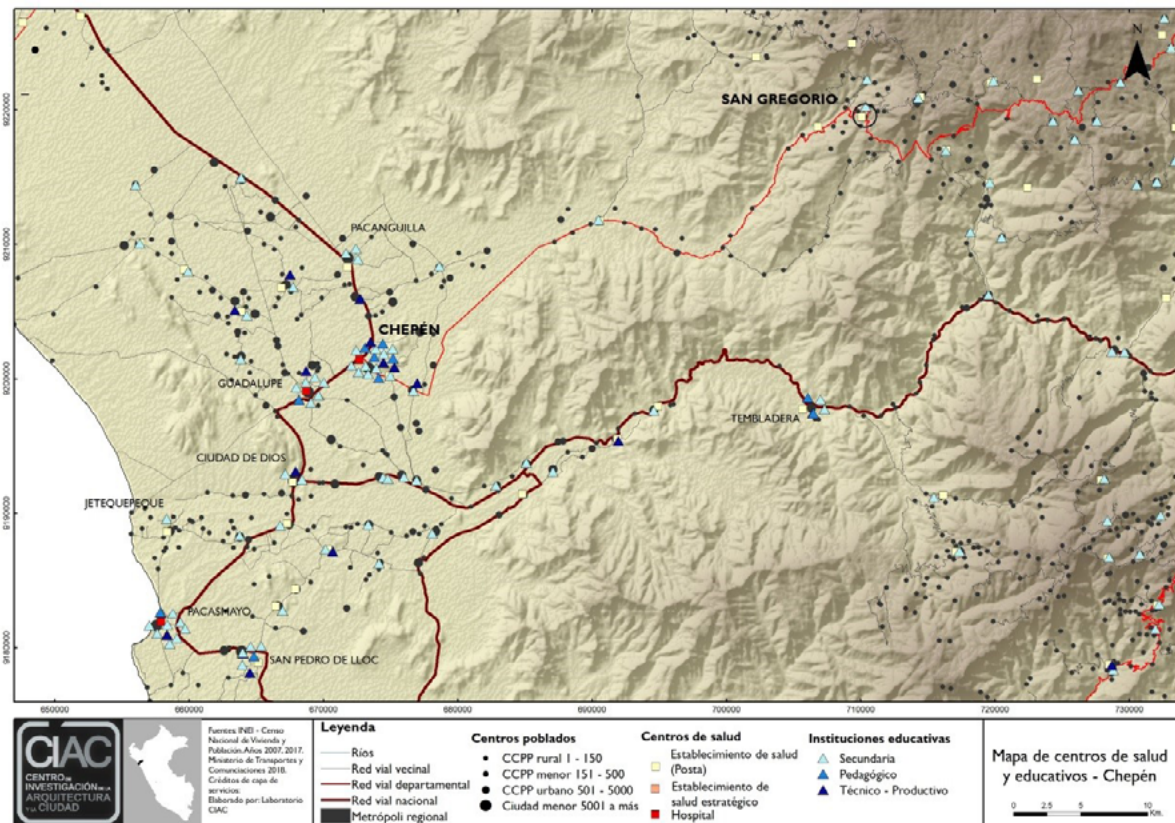 N
SAN GREGORIO
PACANGUILLA
CHEPÉN
GUADALUPE
TEMBLADERA
CIUDAD DE DIOS
JETEQUEPEQUE
PACASMAYO
SAN PEDRO DE LLOC
9220000
9210000
9200000
9190000
9180000
650000 660000 670000 680000 690000 700000 710000 720000 730000
CIAC
CENTRO DE
INVESTIGACIÓN DE LA
ARQUITECTURA
Y LA CIUDAD
Fuentes: INEI - Censo
Nacional de Vivienda y
Población. Años 2007, 2017.
Ministerio de Transportes y
Comunicaciones 2018.
Créditos de capa de
servicios:
Elaborado por: Laboratorio
CIAC
Leyenda
Ríos
Red vial vecinal
Red vial departamental
Red vial nacional
Metrópoli regional
Centros poblados
CCPP rural 1 - 150
CCPP menor 151 - 500
CCPP urbano 501 - 5000
Ciudad menor 5001 a más
Centros de salud
Establecimiento de salud
(Posta)
Establecimiento de
salud estratégico
Hospital
Instituciones educativas
Secundaria
Pedagógico
Técnico - Productivo
Mapa de centros de salud
y educativos - Chepén
0 2.5 5 10
Km.